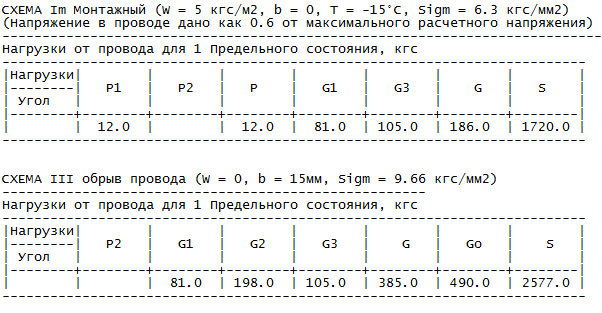 СХЕМА Iм Монтажный (W = 5 кгс/м2, b = 0, T = -15°C, Sigm = 6.3 кгс/мм2)
(Напряжение в проводе дано как 0.6 от максимального расчетного напряжения)
Нагрузки от провода для 1 Предельного состояния, кгс
Нагрузки
P1 P2 P G1 G3 G S
Угол
12.0 12.0 81.0 105.0 186.0 1720.0
СХЕМА III обрыв провода (W = 0, b = 15мм, Sigm = 9.66 кгс/мм2)
Нагрузки от провода для 1 Предельного состояния, кгс
Нагрузки
P2 G1 G2 G3 G Go S
Угол
81.0 198.0 105.0 385.0 490.0 2577.0